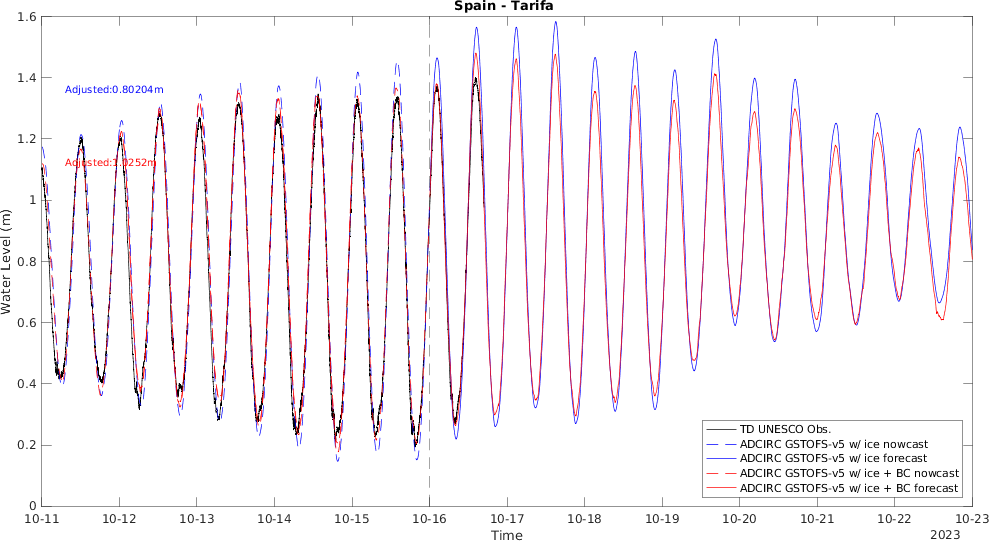 Spain - Tarifa
1.6
1.4
1.2
1
0.8
0.6
0.4
0.2
0
Water Level (m)
Adjusted:0.80204m
Adjusted:1.0252m
TD UNESCO Obs.
ADCIRC GSTOFS-v5 w/ ice nowcast
ADCIRC GSTOFS-v5 w/ ice forecast
ADCIRC GSTOFS-v5 w/ ice + BC nowcast
ADCIRC GSTOFS-v5 w/ ice + BC forecast
10-11 10-12 10-13 10-14 10-15 10-16 10-17 10-18 10-19 10-20 10-21 10-22 10-23
Time
2023